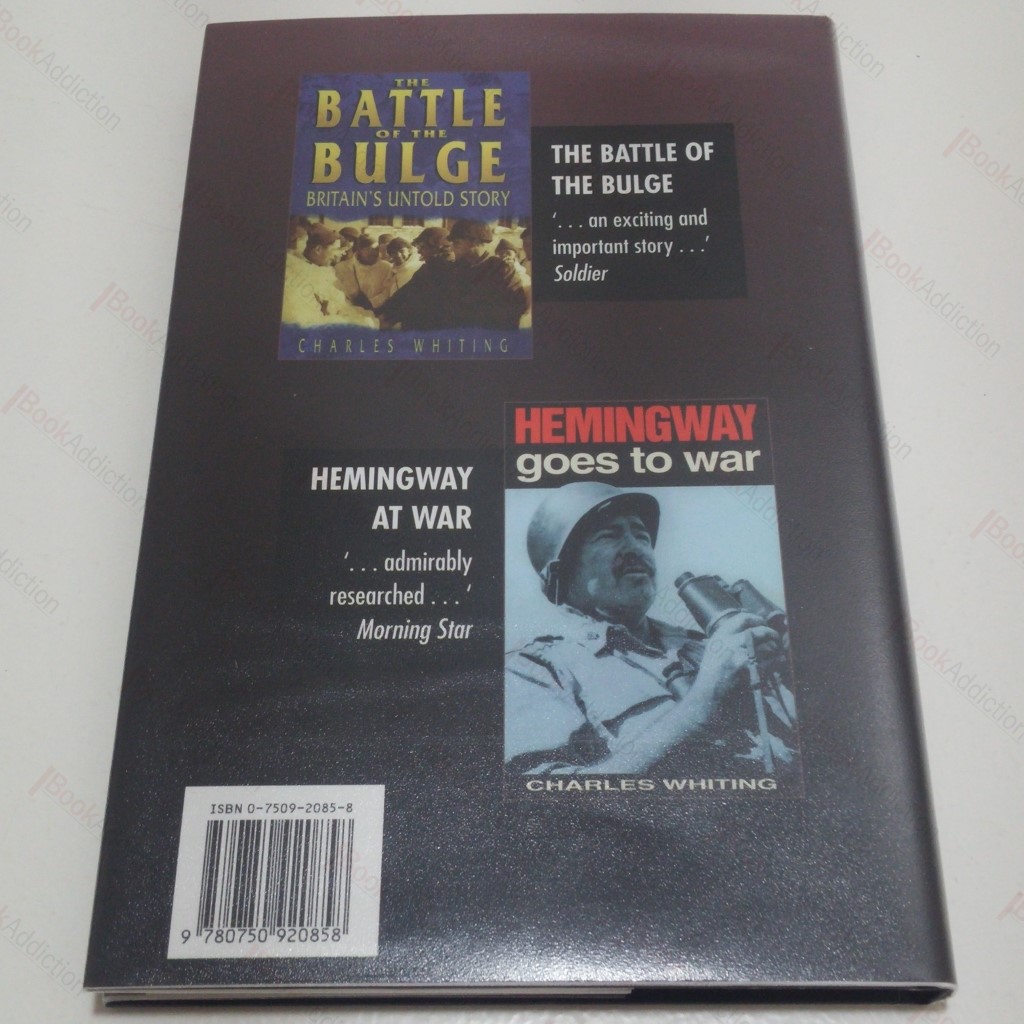 THE
BATTLE
OF THE
BULGE
BRITAIN'S UNTOLD STORY
CHARLES WHITING
THE BATTLE OF
THE BULGE
'. . . an exciting and
important story . . .'
Soldier
HEMINGWAY
AT WAR
'. . . admirably
researched . . . '
Morning Star
HEMINGWAY
goes to war
CHARLES WHITING
ISBN 0-7509-2085-8
9 780750 920858
BookAddiction